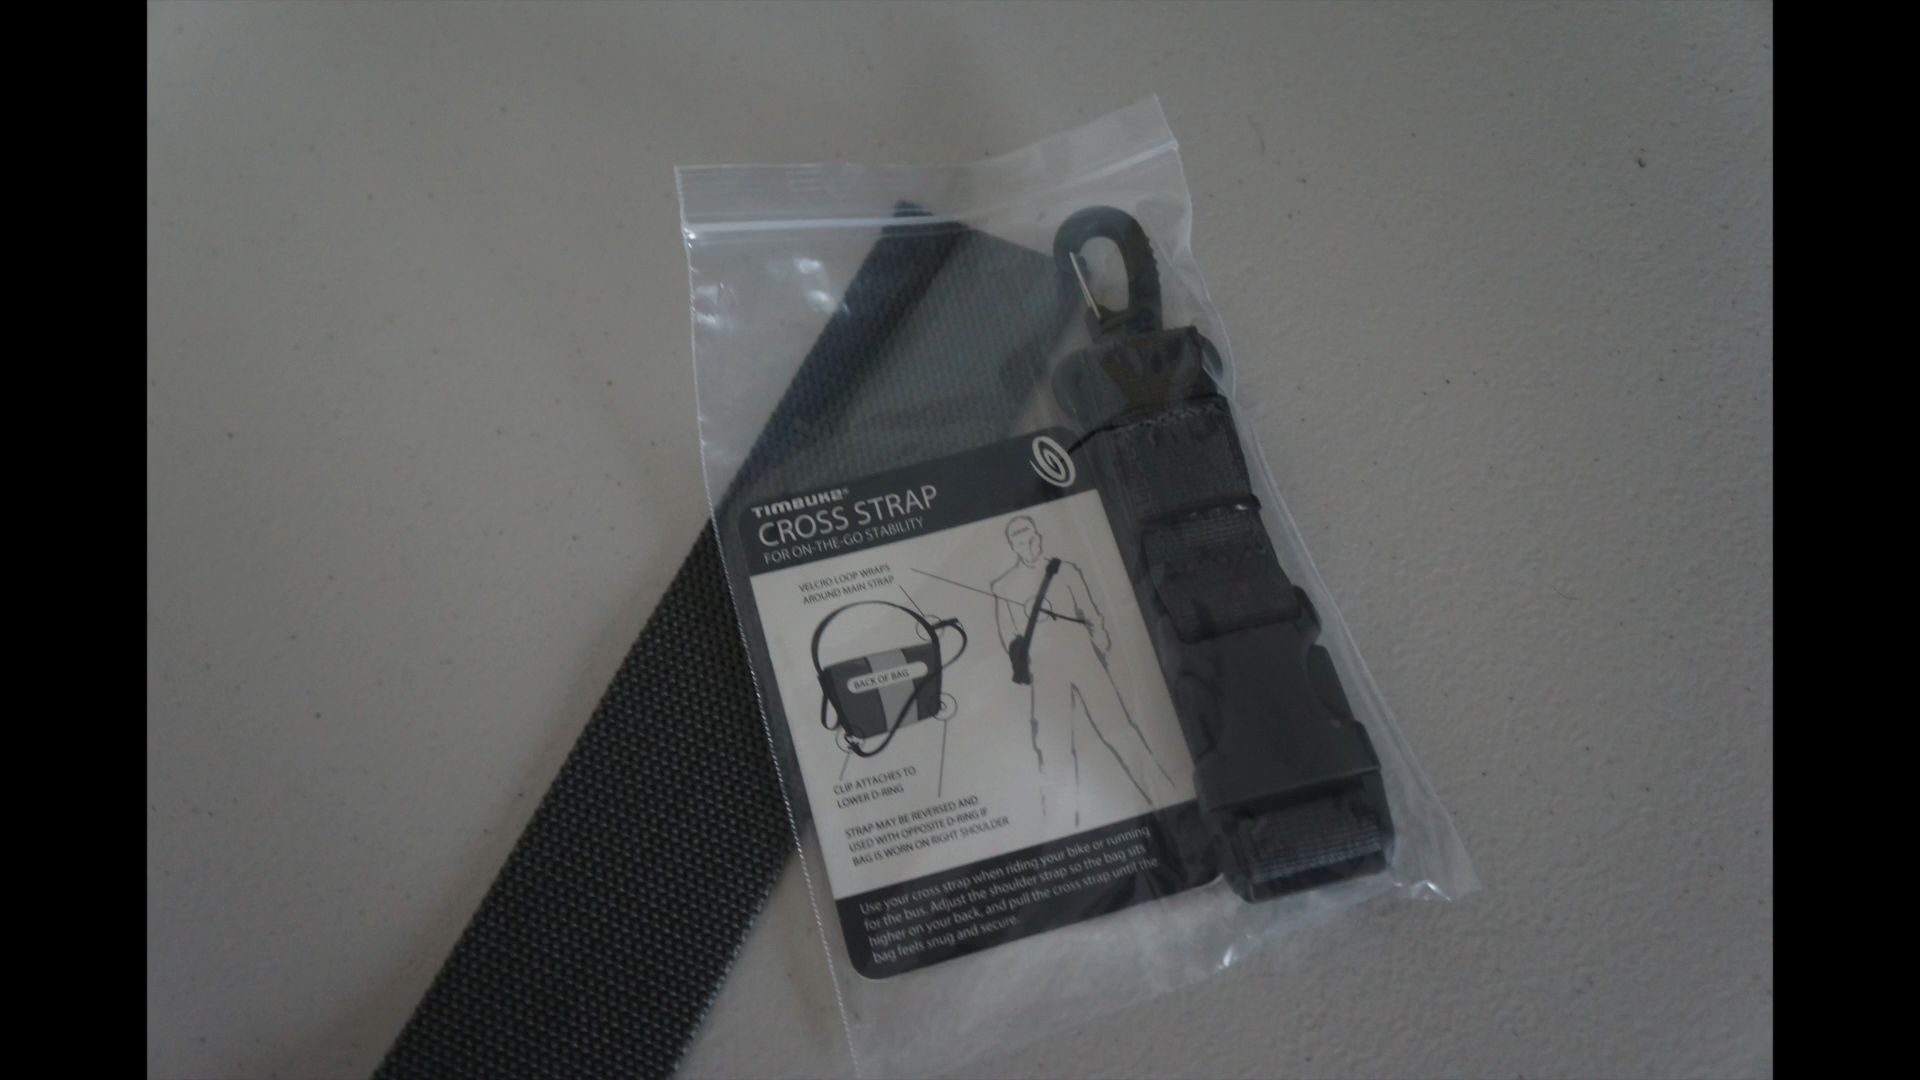 TIMBUK2®
CROSS STRAP
FOR ON-THE-GO STABILITY
VELCRO LOOP WRAPS
AROUND MAIN STRAP
BACK OF BAG
CLIP ATTACHES TO
LOWER D-RING
STRAP MAY BE REVERSED AND
USED WITH OPPOSITE D-RING IF
BAG IS WORN ON RIGHT SHOULDER
Use your cross strap when riding your bike or running
for the bus. Adjust the shoulder strap so the bag sits
higher on your back, and pull the cross strap until the
bag feels snug and secure.